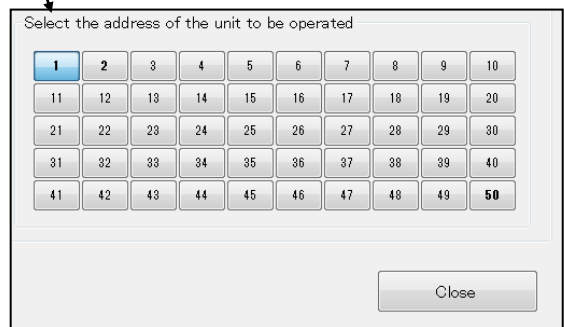 Select the address of the unit to be operated
1 2 3 4 5 6 7 8 9 10
11 12 13 14 15 16 17 18 19 20
21 22 23 24 25 26 27 28 29 30
31 32 33 34 35 36 37 38 39 40
41 42 43 44 45 46 47 48 49 50
Close